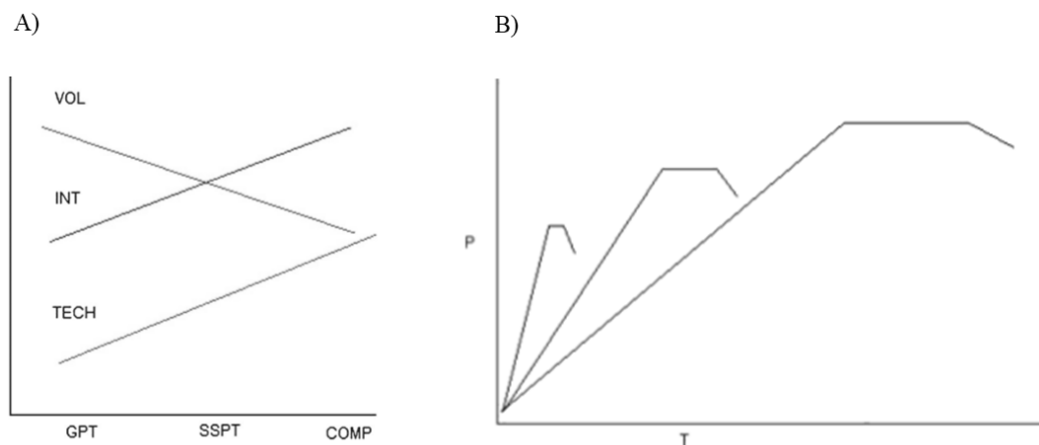 A)
VOL
INT
TECH
GPT SSPT COMP
B)
P
T